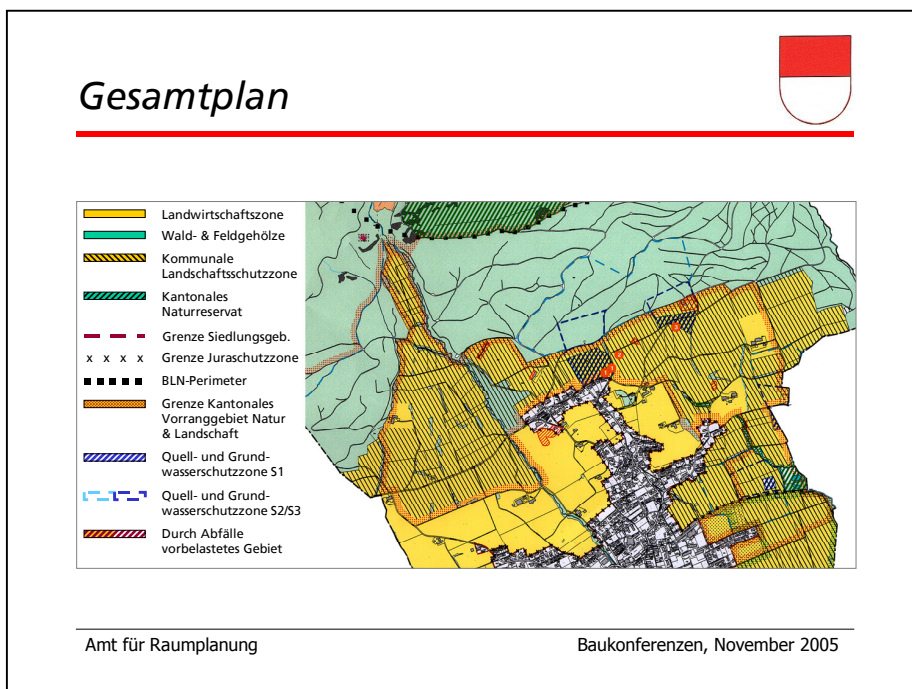 Gesamtplan
Landwirtschaftszone
Wald- & Feldgehölze
Kommunale
Landschaftsschutzzone
Kantonales
Naturreservat
Grenze Siedlungsgeb.
x x x x Grenze Juraschutzzone
BLN-Perimeter
Grenze Kantonales
Vorranggebiet Natur
& Landschaft
Quell- und Grund-
wasserschutzzone S1
Quell- und Grund-
wasserschutzzone S2/S3
Durch Abfälle
vorbelastetes Gebiet
Amt für Raumplanung
Baukonferenzen, November 2005